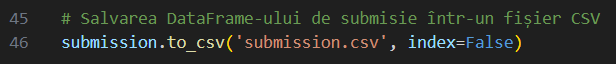 45 # Salvarea DataFrame-ului de submisie într-un fișier CSV
46 submission.to_csv('submission.csv', index=False)